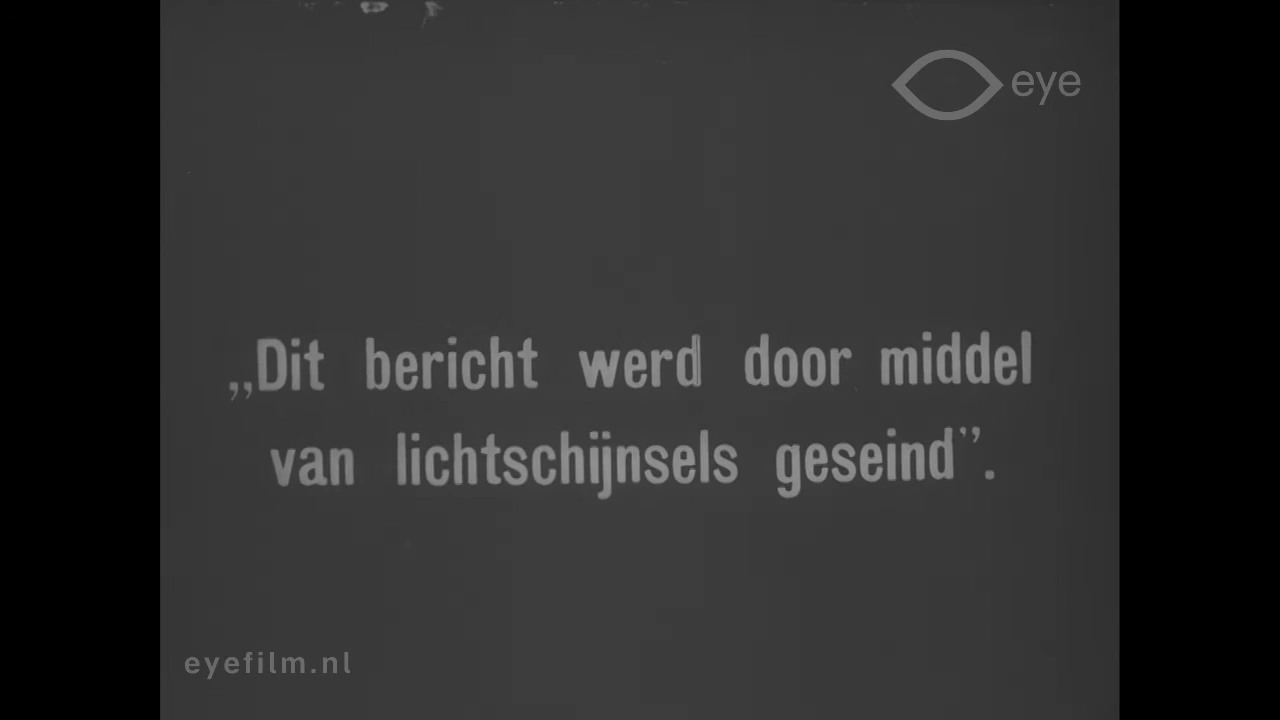 eye
„Dit bericht werd door middel
van lichtschijnsels geseind”.
eyefilm.nl